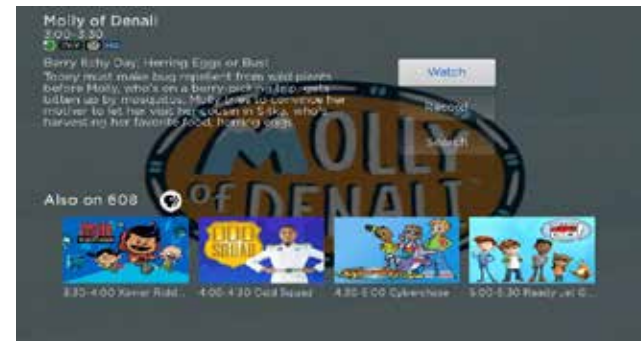 Molly of Denali
3:00-3:30
HD
Berry Itchy Day; Herring Eggs or Bust
Tooey must make bug repellent from wild plants
before Molly, who's on a berry-picking trip, gets
bitten up by mosquitos; Molly tries to convince her
mother to let her visit her cousin in Sitka, who's
harvesting her favorite food, herring eggs.
Watch
Record
Search
MOLLY
OF DENALI
Also on 608
ODD
SQUAD
3:30-4:00 Xavier Ridd...
4:00-4:30 Odd Squad
4:30-5:00 Cyberchase
5:00-5:30 Ready Jet G...